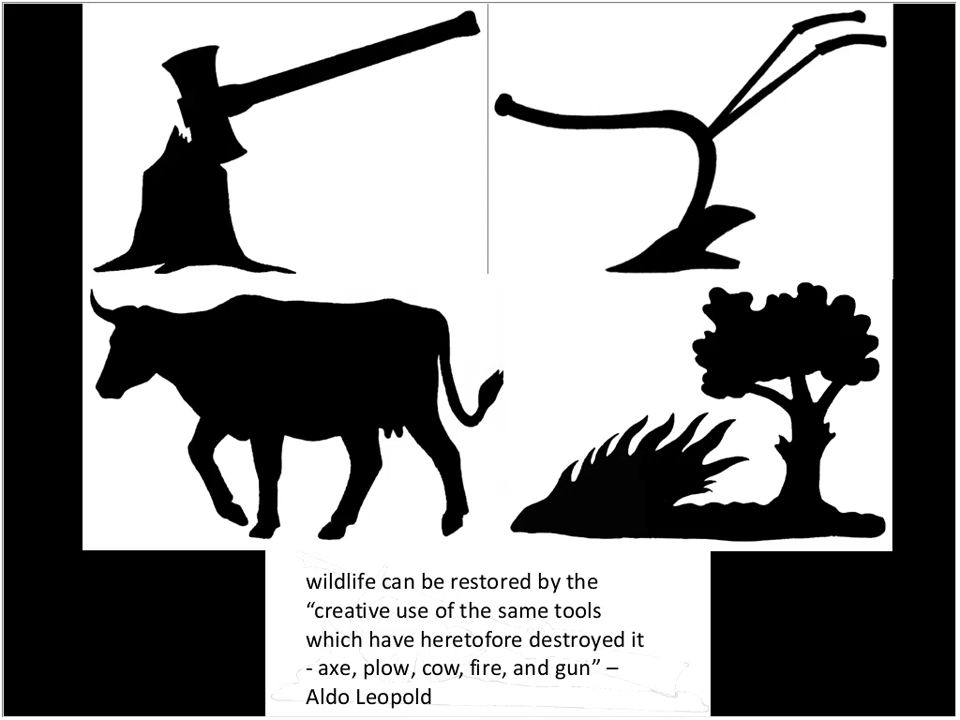 wildlife can be restored by the
“creative use of the same tools
which have heretofore destroyed it
- axe, plow, cow, fire, and gun” –
Aldo Leopold